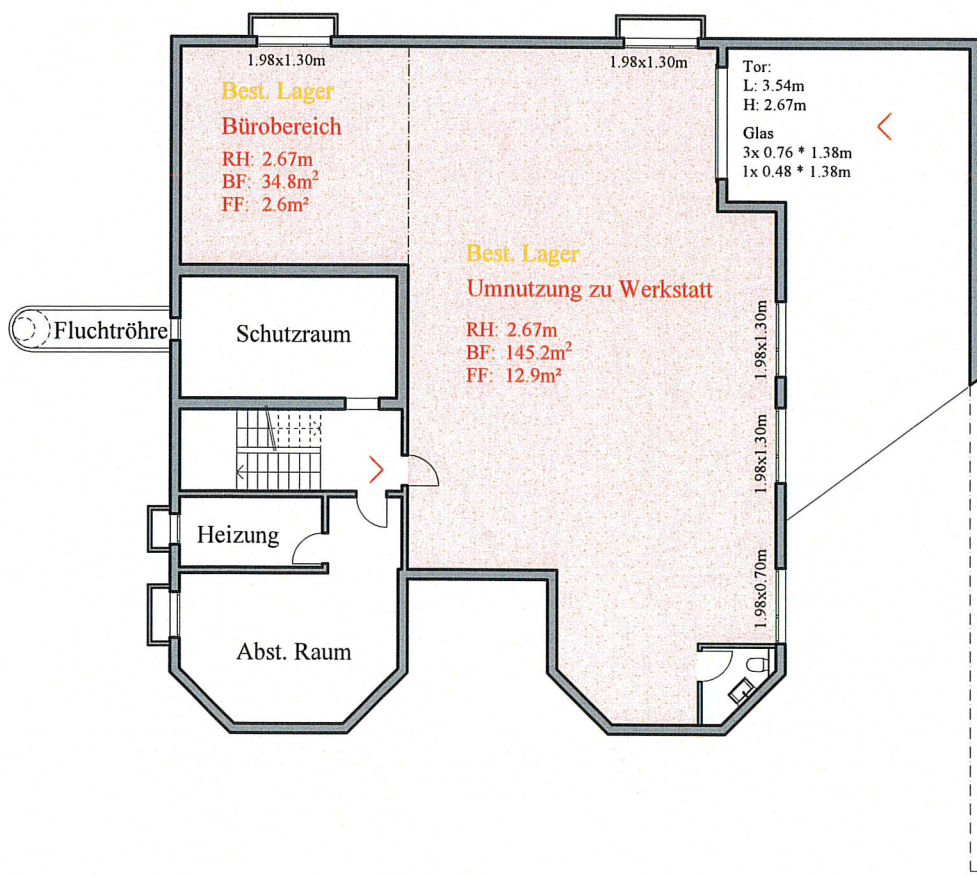 1.98x1.30m
1.98x1.30m
Tor:
L: 3.54m
H: 2.67m
Glas
3x 0.76 * 1.38m
1x 0.48 * 1.38m
Best. Lager
Bürobereich
RH: 2.67m
BF: 34.8m²
FF: 2.6m²
Best. Lager
Umnutzung zu Werkstatt
RH: 2.67m
BF: 145.2m²
FF: 12.9m²
Fluchtröhre
Schutzraum
1.98x1.30m
1.98x1.30m
Heizung
1.98x0.70m
Abst. Raum